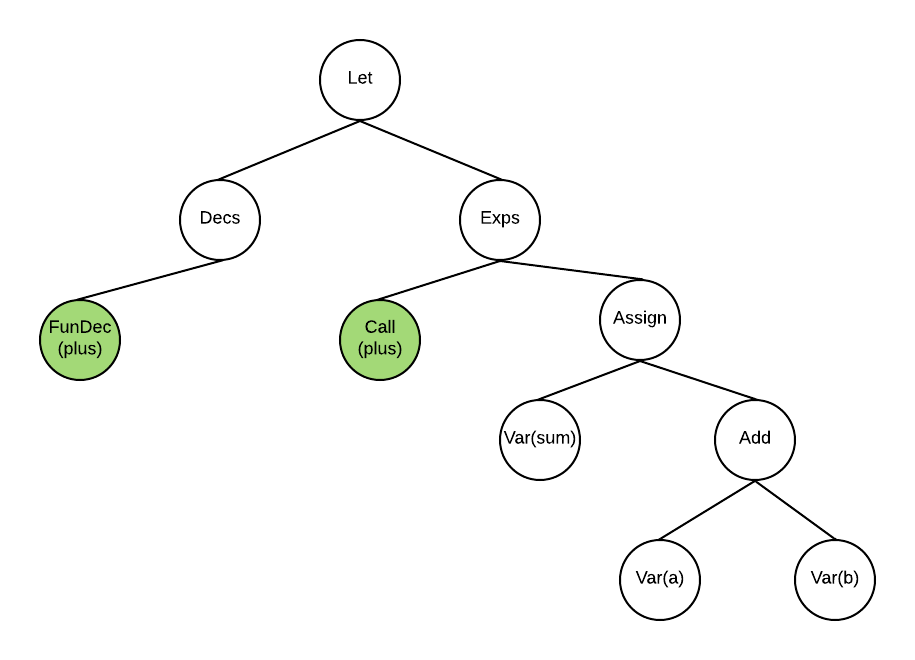 Let
Decs
Exps
FunDec
(plus)
Call
(plus)
Assign
Var(sum)
Add
Var(a)
Var(b)